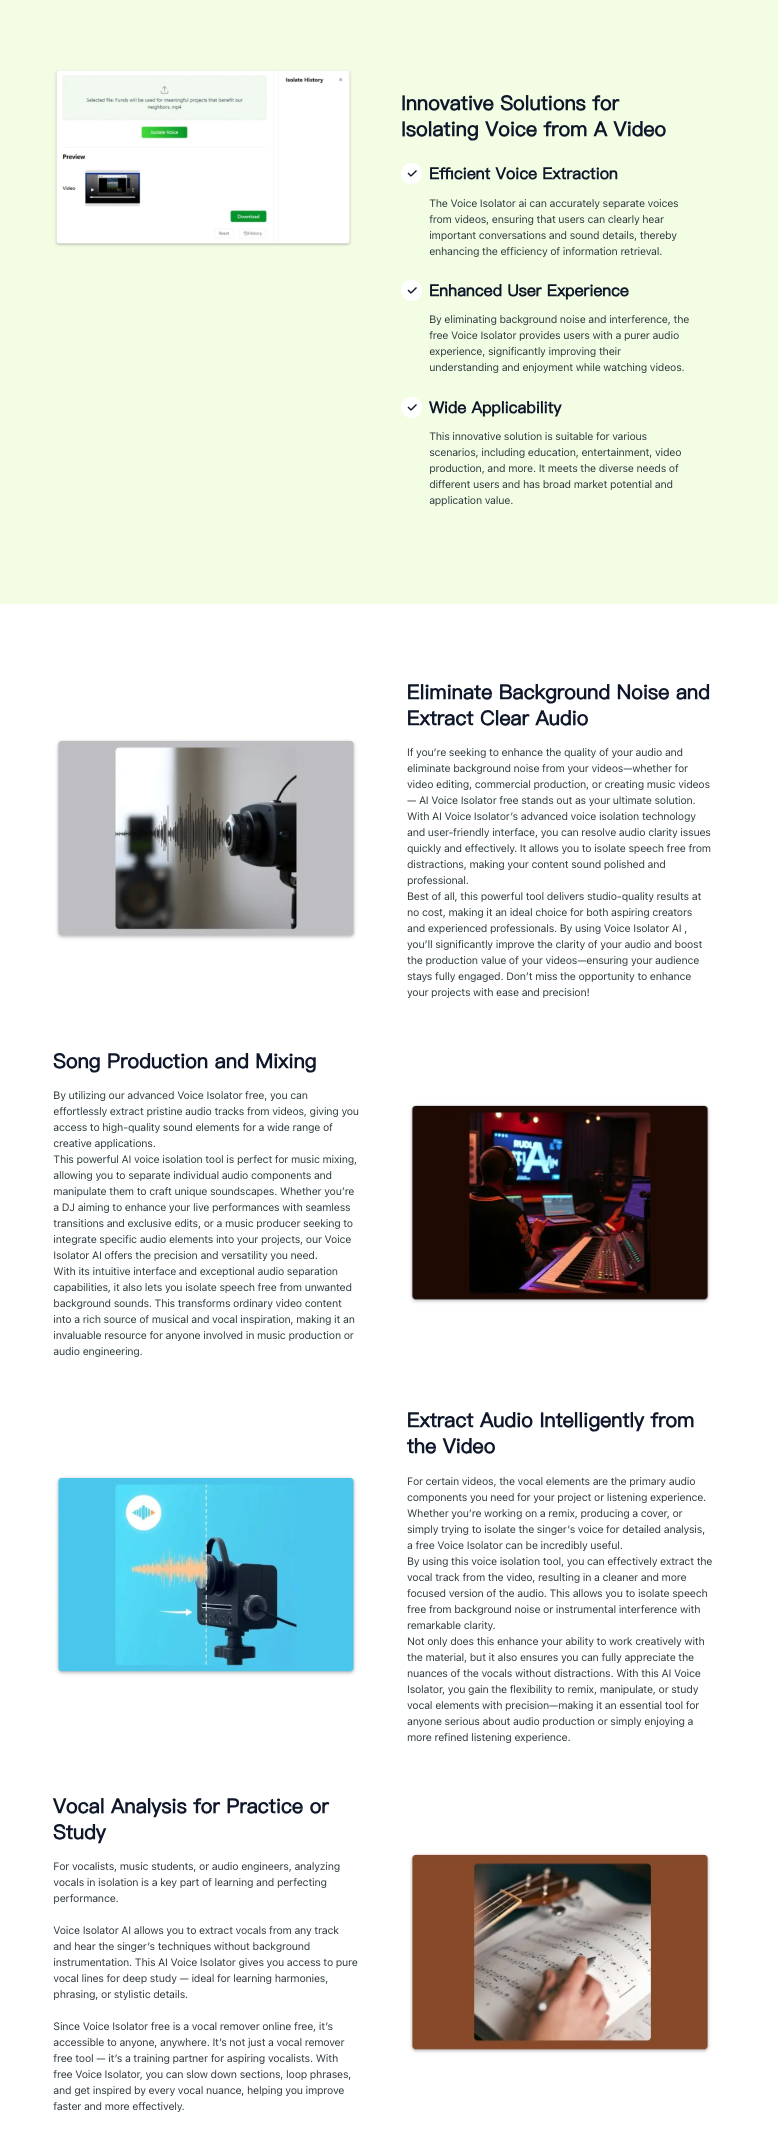 Isolate History
×
Selected file: Funds will be used for meaningful projects that benefit our
neighbors.mp4
Isolate Voice
Preview
Video
Download
Reset
History
Innovative Solutions for
Isolating Voice from A Video
Efficient Voice Extraction
The Voice Isolator ai can accurately separate voices
from videos, ensuring that users can clearly hear
important conversations and sound details, thereby
enhancing the efficiency of information retrieval.
Enhanced User Experience
By eliminating background noise and interference, the
free Voice Isolator provides users with a purer audio
experience, significantly improving their
understanding and enjoyment while watching videos.
Wide Applicability
This innovative solution is suitable for various
scenarios, including education, entertainment, video
production, and more. It meets the diverse needs of
different users and has broad market potential and
application value.
Eliminate Background Noise and
Extract Clear Audio
If you're seeking to enhance the quality of your audio and
eliminate background noise from your videos—whether for
video editing, commercial production, or creating music videos
— AI Voice Isolator free stands out as your ultimate solution.
With AI Voice Isolator's advanced voice isolation technology
and user-friendly interface, you can resolve audio clarity issues
quickly and effectively. It allows you to isolate speech free from
distractions, making your content sound polished and
professional.
Best of all, this powerful tool delivers studio-quality results at
no cost, making it an ideal choice for both aspiring creators
and experienced professionals. By using Voice Isolator AI ,
you'll significantly improve the clarity of your audio and boost
the production value of your videos—ensuring your audience
stays fully engaged. Don't miss the opportunity to enhance
your projects with ease and precision!
Song Production and Mixing
By utilizing our advanced Voice Isolator free, you can
effortlessly extract pristine audio tracks from videos, giving you
access to high-quality sound elements for a wide range of
creative applications.
This powerful AI voice isolation tool is perfect for music mixing,
allowing you to separate individual audio components and
manipulate them to craft unique soundscapes. Whether you're
a DJ aiming to enhance your live performances with seamless
transitions and exclusive edits, or a music producer seeking to
integrate specific audio elements into your projects, our Voice
Isolator AI offers the precision and versatility you need.
With its intuitive interface and exceptional audio separation
capabilities, it also lets you isolate speech free from unwanted
background sounds. This transforms ordinary video content
into a rich source of musical and vocal inspiration, making it an
invaluable resource for anyone involved in music production or
audio engineering.
Extract Audio Intelligently from
the Video
For certain videos, the vocal elements are the primary audio
components you need for your project or listening experience.
Whether you're working on a remix, producing a cover, or
simply trying to isolate the singer's voice for detailed analysis,
a free Voice Isolator can be incredibly useful.
By using this voice isolation tool, you can effectively extract the
vocal track from the video, resulting in a cleaner and more
focused version of the audio. This allows you to isolate speech
free from background noise or instrumental interference with
remarkable clarity.
Not only does this enhance your ability to work creatively with
the material, but it also ensures you can fully appreciate the
nuances of the vocals without distractions. With this AI Voice
Isolator, you gain the flexibility to remix, manipulate, or study
vocal elements with precision—making it an essential tool for
anyone serious about audio production or simply enjoying a
more refined listening experience.
Vocal Analysis for Practice or
Study
For vocalists, music students, or audio engineers, analyzing
vocals in isolation is a key part of learning and perfecting
performance.
Voice Isolator AI allows you to extract vocals from any track
and hear the singer's techniques without background
instrumentation. This AI Voice Isolator gives you access to pure
vocal lines for deep study — ideal for learning harmonies,
phrasing, or stylistic details.
Since Voice Isolator free is a vocal remover online free, it's
accessible to anyone, anywhere. It's not just a vocal remover
free tool — it's a training partner for aspiring vocalists. With
free Voice Isolator, you can slow down sections, loop phrases,
and get inspired by every vocal nuance, helping you improve
faster and more effectively.